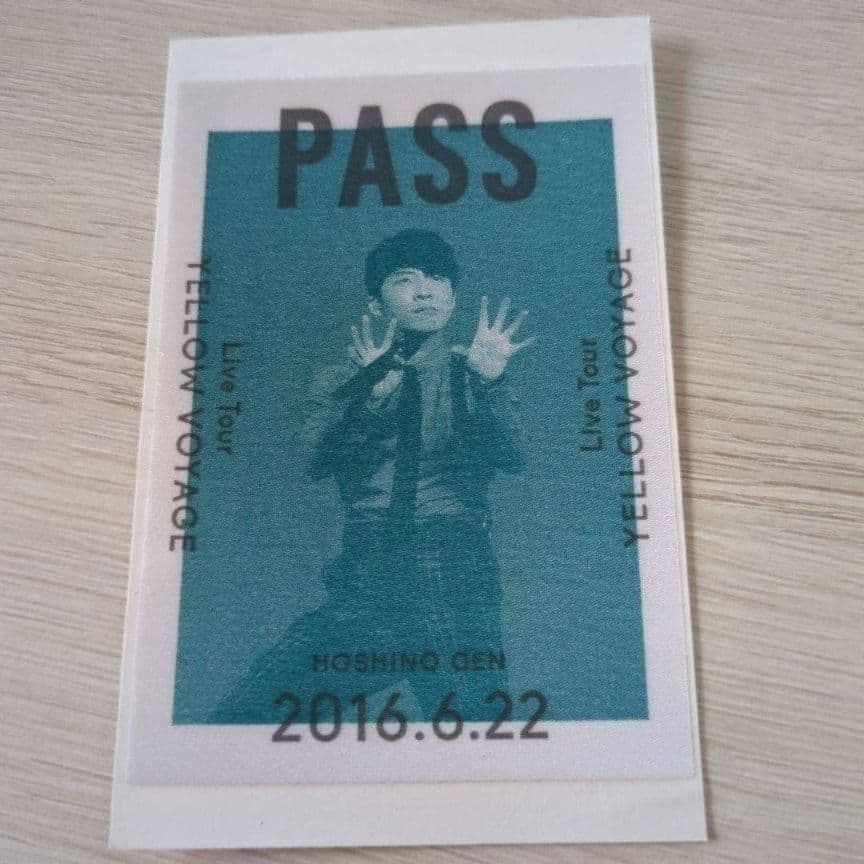 PASS
YELLOW VOYAGE
Live Tour
Live Tour
YELLOW VOYAGE
HOSHINO GEN
2016.6.22